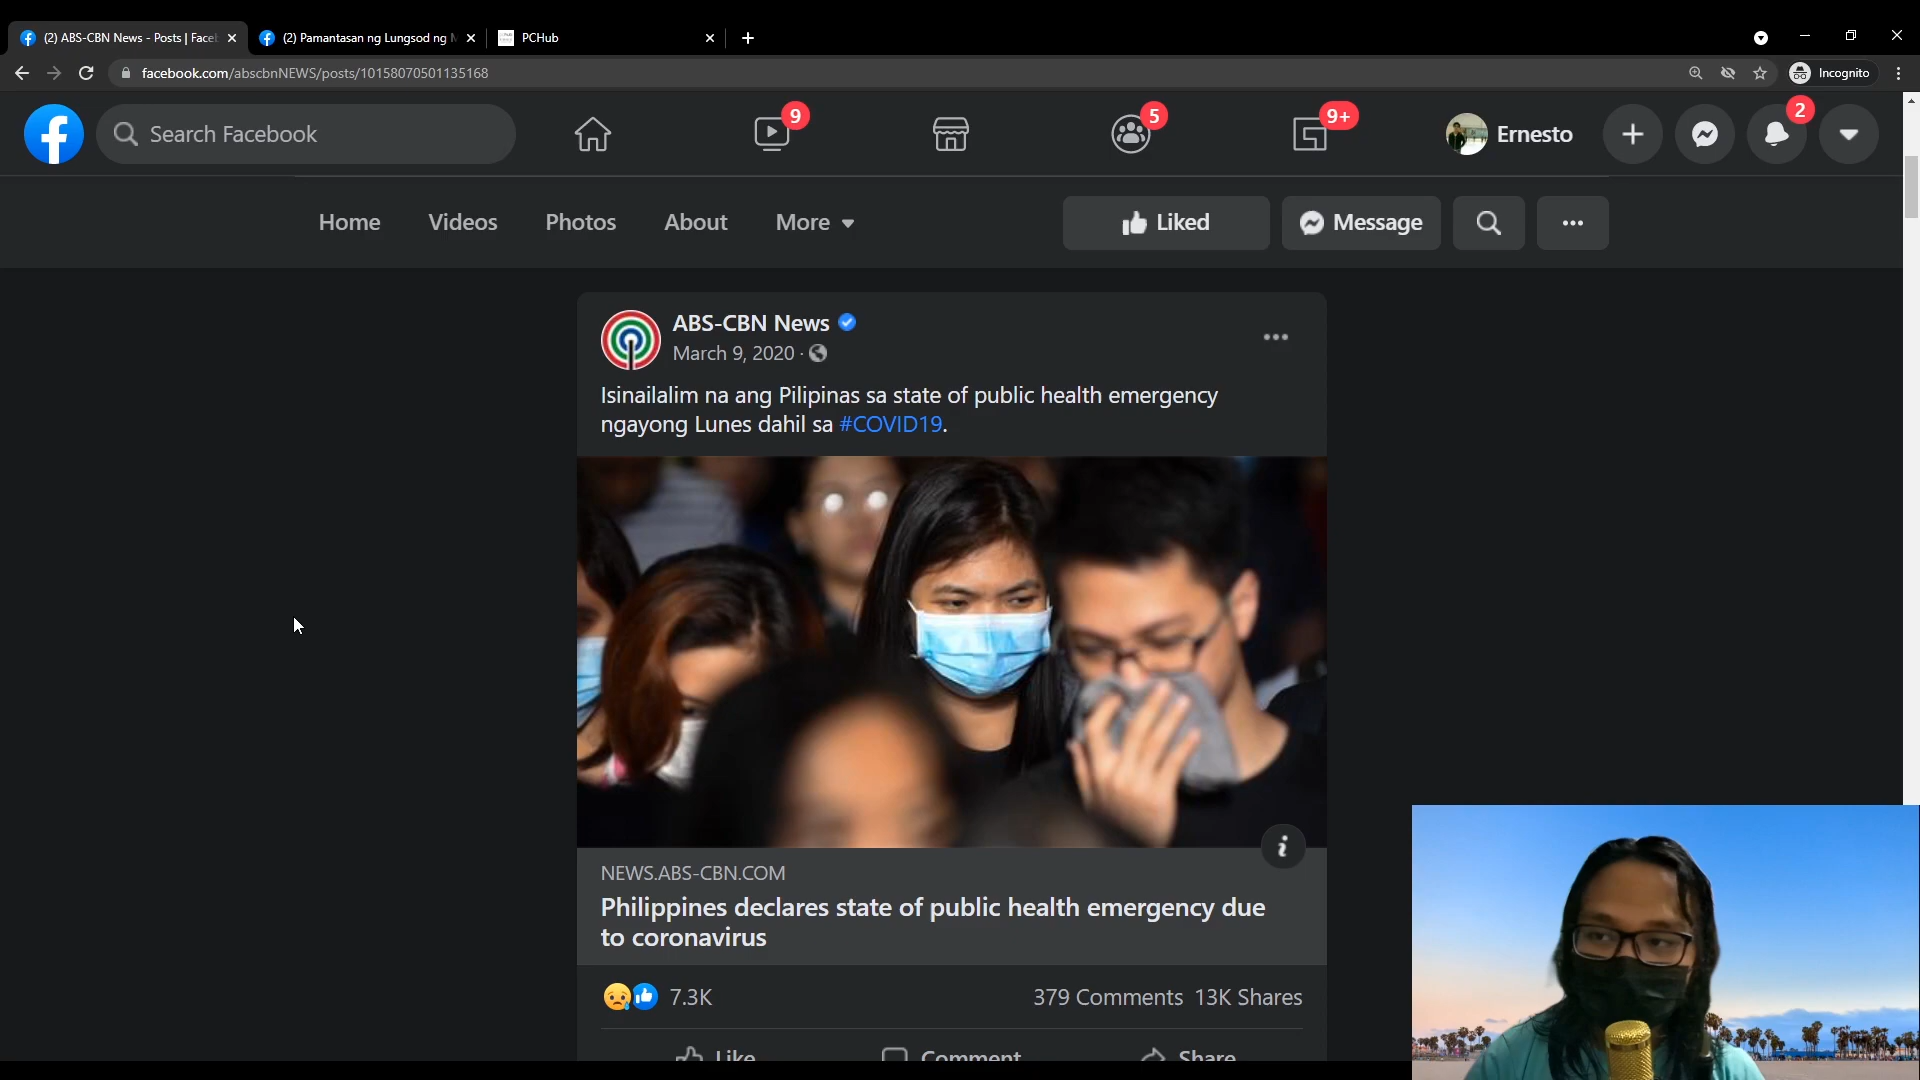 (2) ABS-CBN News - Posts | Face
(2) Pamantasan ng Lungsod ng M
PCHub
facebook.com/abscbnNEWS/posts/10158070501135168
Incognito
Search Facebook
9
5
9+
Ernesto
2
Home
Videos
Photos
About
More
Liked
Message
ABS-CBN News
March 9, 2020 ·
Isinailalim na ang Pilipinas sa state of public health emergency
ngayong Lunes dahil sa #COVID19.
NEWS.ABS-CBN.COM
Philippines declares state of public health emergency due
to coronavirus
7.3K
379 Comments 13K Shares
Like
Comment
Share